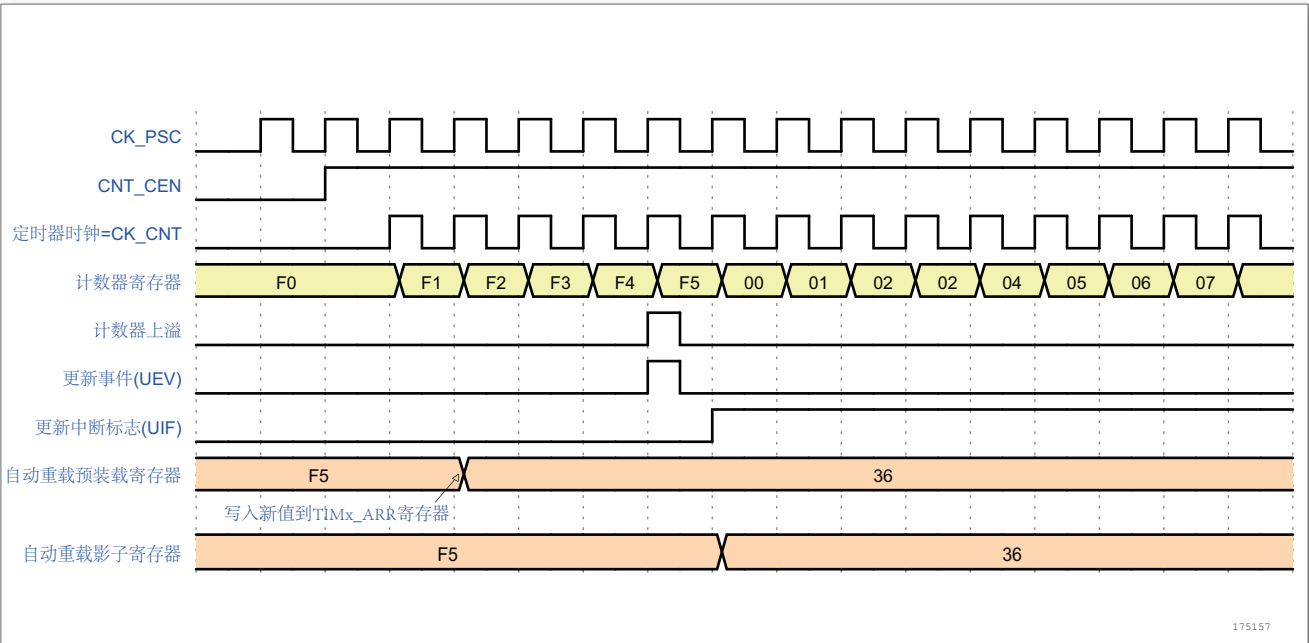 CK_PSC
CNT_CEN
定时器时钟=CK_CNT
计数器寄存器 F0 F1 F2 F3 F4 F5 00 01 02 02 04 05 06 07
计数器上溢
更新事件(UEV)
更新中断标志(UIF)
自动重载预装载寄存器 F5 36
写入新值到TIMx_ARR寄存器
自动重载影子寄存器 F5 36
175157